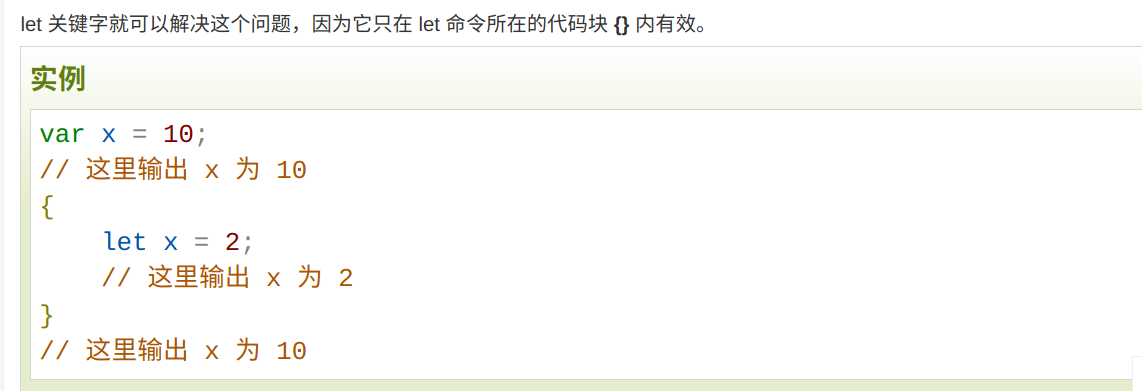 let 关键字就可以解决这个问题，因为它只在 let 命令所在的代码块 {} 内有效。
实例
var x = 10;
// 这里输出 x 为 10
{
    let x = 2;
    // 这里输出 x 为 2
}
// 这里输出 x 为 10